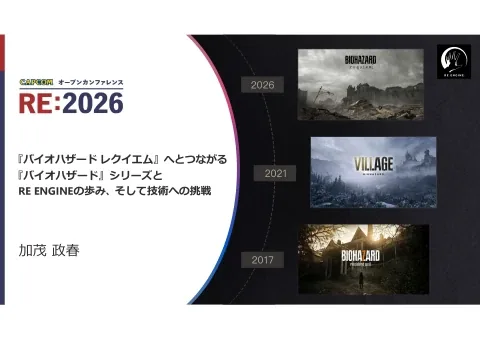 CAPCOM オープンカンファレンス
RE:2026
『バイオハザード レクイエム』へとつながる
『バイオハザード』シリーズと
RE ENGINEの歩み、そして技術への挑戦
加茂 政春
2026
BIOHAZARD
RE ENGINE
2021
VILLAGE
BIOHAZARD
2017
BIOHAZARD